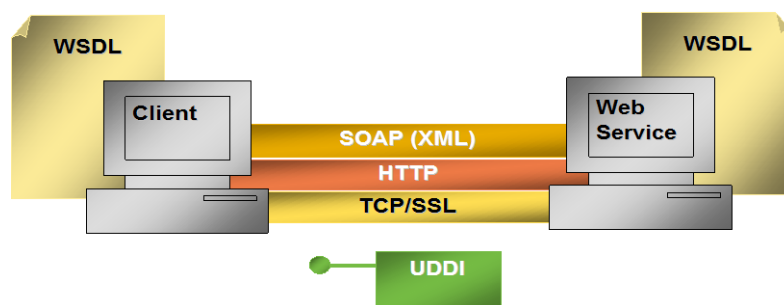 WSDL
WSDL
Client
Web
Service
SOAP (XML)
HTTP
TCP/SSL
UDDI